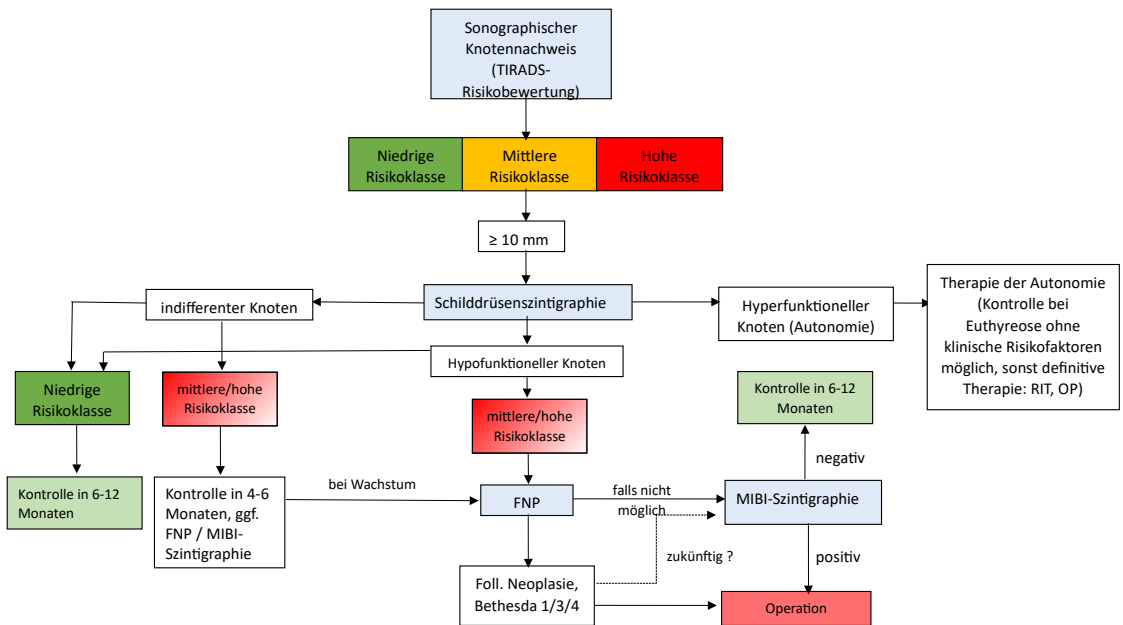 Sonographischer
Knotennachweis
(TIRADS-
Risikobewertung)
Niedrige
Risikoklasse
Mittlere
Risikoklasse
Hohe
Risikoklasse
≥ 10 mm
indifferenter Knoten
Schilddrüsenszintigraphie
Hyperfunktioneller
Knoten (Autonomie)
Therapie der Autonomie
(Kontrolle bei
Euthyreose ohne
klinische Risikofaktoren
möglich, sonst definitive
Therapie: RIT, OP)
Hypofunktioneller Knoten
Niedrige
Risikoklasse
mittlere/hohe
Risikoklasse
mittlere/hohe
Risikoklasse
Kontrolle in 6-12
Monaten
negativ
Kontrolle in 6-12
Monaten
Kontrolle in 4-6
Monaten, ggf.
FNP / MIBI-
Szintigraphie
bei Wachstum
FNP
falls nicht
möglich
MIBI-Szintigraphie
zukünftig ?
positiv
Foll. Neoplasie,
Bethesda 1/3/4
Operation